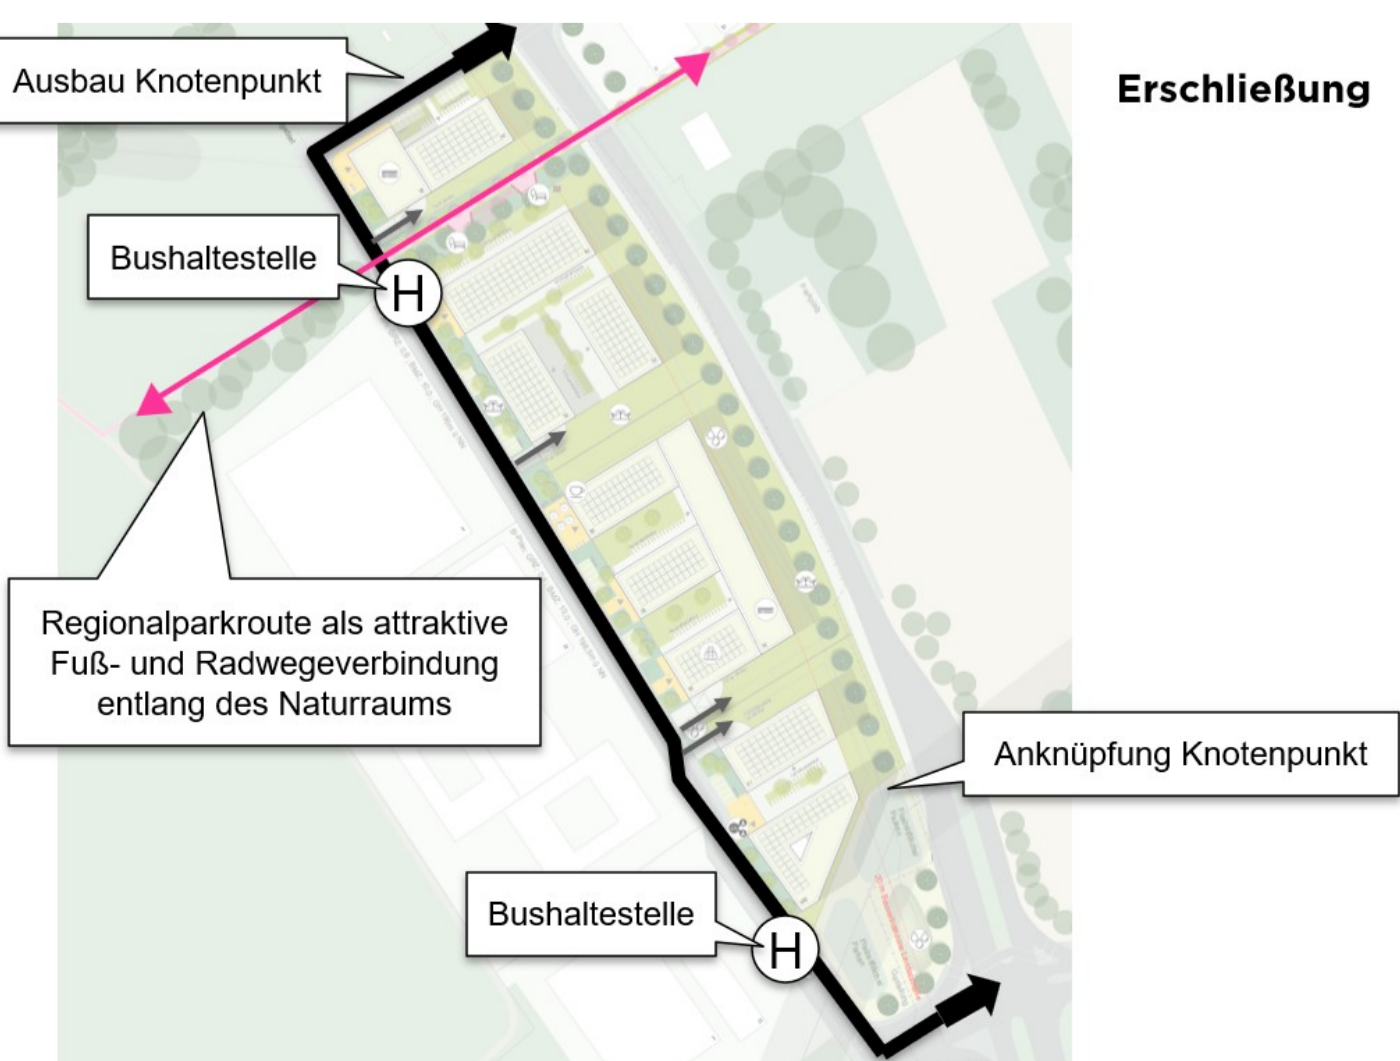 Erschließung
Ausbau Knotenpunkt
Bushaltestelle
H
Regionalparkroute als attraktive
Fuß- und Radwegeverbindung
entlang des Naturraums
Anknüpfung Knotenpunkt
Bushaltestelle
H